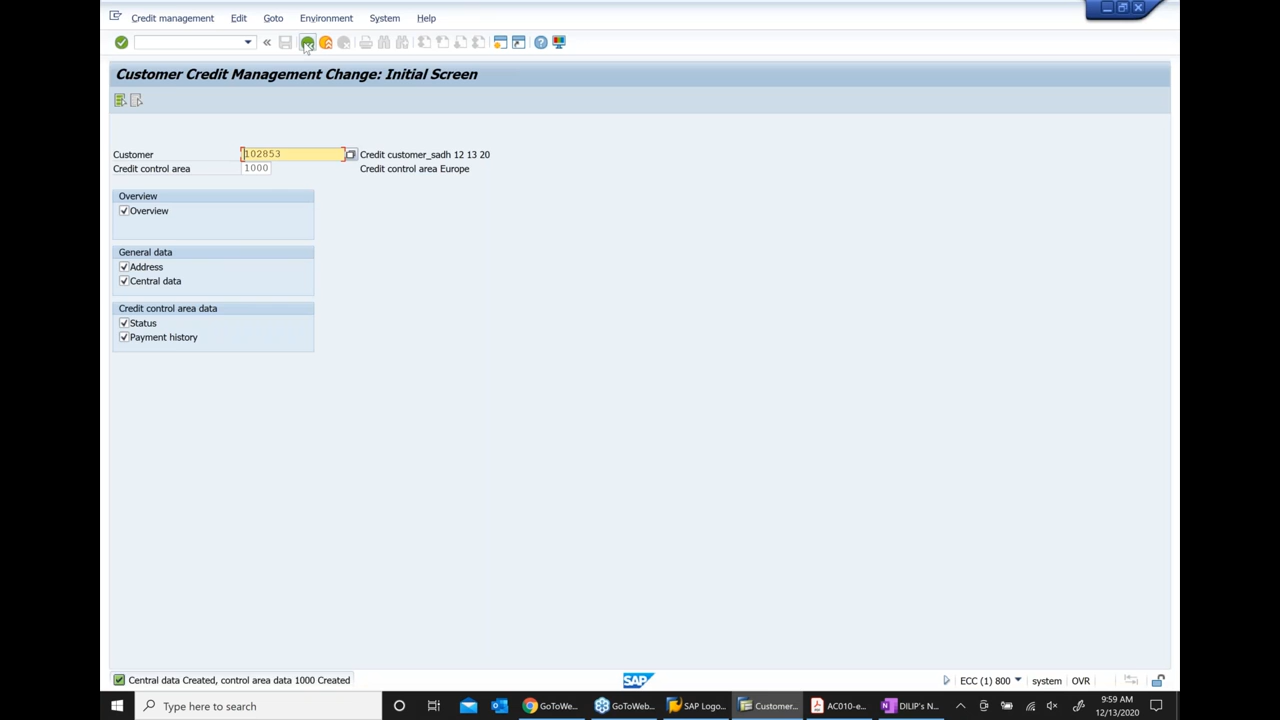 Credit management Edit Goto Environment System Help
Customer Credit Management Change: Initial Screen
Customer 102853 Credit customer_sadh 12 13 20
Credit control area 1000 Credit control area Europe
Overview
Overview
General data
Address
Central data
Credit control area data
Status
Payment history
Central data Created, control area data 1000 Created
SAP
ECC (1) 800 system OVR
Type here to search
GoToWe...
GoToWeb...
SAP Logo...
Customer...
AC010-e...
DILIP's N...
9:59 AM
12/13/2020